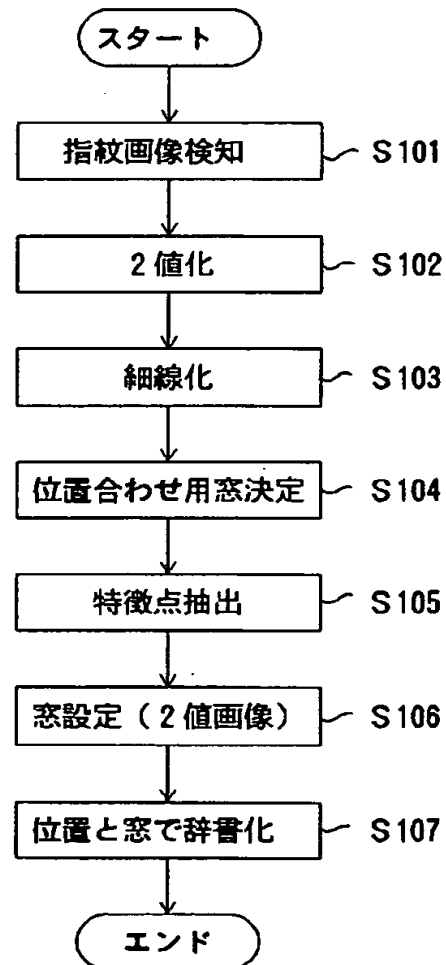 スタート
指紋画像検知 S101
2値化 S102
細線化 S103
位置合わせ用窓決定 S104
特徴点抽出 S105
窓設定(2値画像) S106
位置と窓で辞書化 S107
エンド